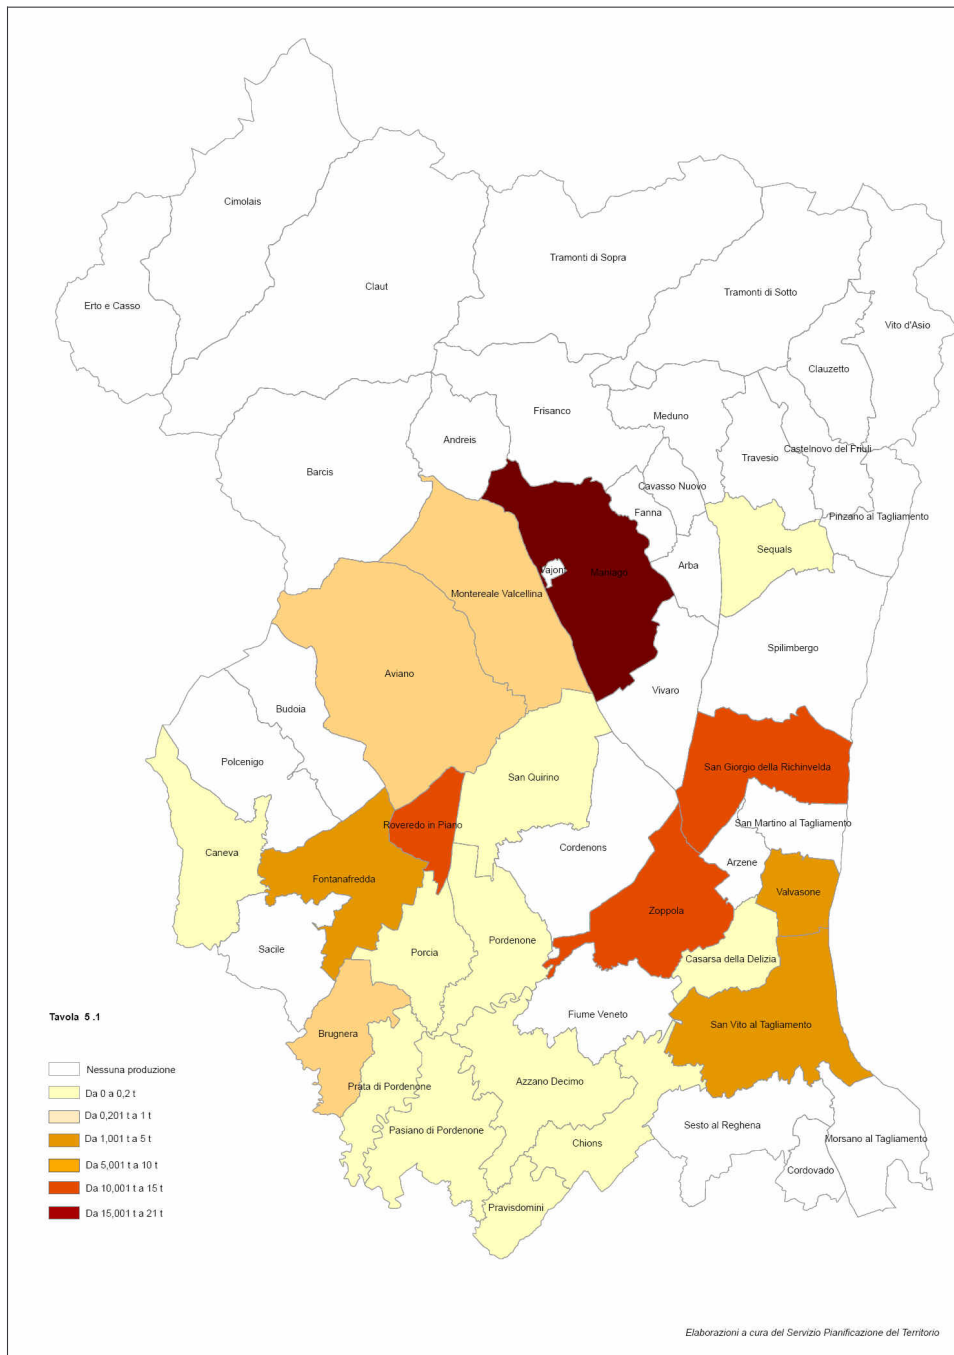 Cimolais
Tramonti di Sopra
Claut
Tramonti di Sotto
Erto e Casso
Vito d'Asio
Clauzetto
Frisanco
Meduno
Andreis
Castelnovo del Friuli
Travesio
Barcis
Cavasso Nuovo
Fanna
Pinzano al Tagliamento
Sequals
Arba
Vajont
Maniago
Montereale Valcellina
Spilimbergo
Aviano
Vivaro
Budoia
Polcenigo
San Giorgio della Richinvelda
San Quirino
San Martino al Tagliamento
Roveredo in Piano
Cordenons
Caneva
Arzene
Fontanafredda
Valvasone
Zoppola
Pordenone
Sacile
Porcia
Casarsa della Delizia
Fiume Veneto
San Vito al Tagliamento
Brugnera
Azzano Decimo
Prata di Pordenone
Sesto al Reghena
Pasiano di Pordenone
Chions
Morsano al Tagliamento
Cordovado
Pravisdomini
Tavola 5 .1
Nessuna produzione
Da 0 a 0,2 t
Da 0,201 t a 1 t
Da 1,001 t a 5 t
Da 5,001 t a 10 t
Da 10,001 t a 15 t
Da 15,001 t a 21 t
Elaborazioni a cura del Servizio Pianificazione del Territorio